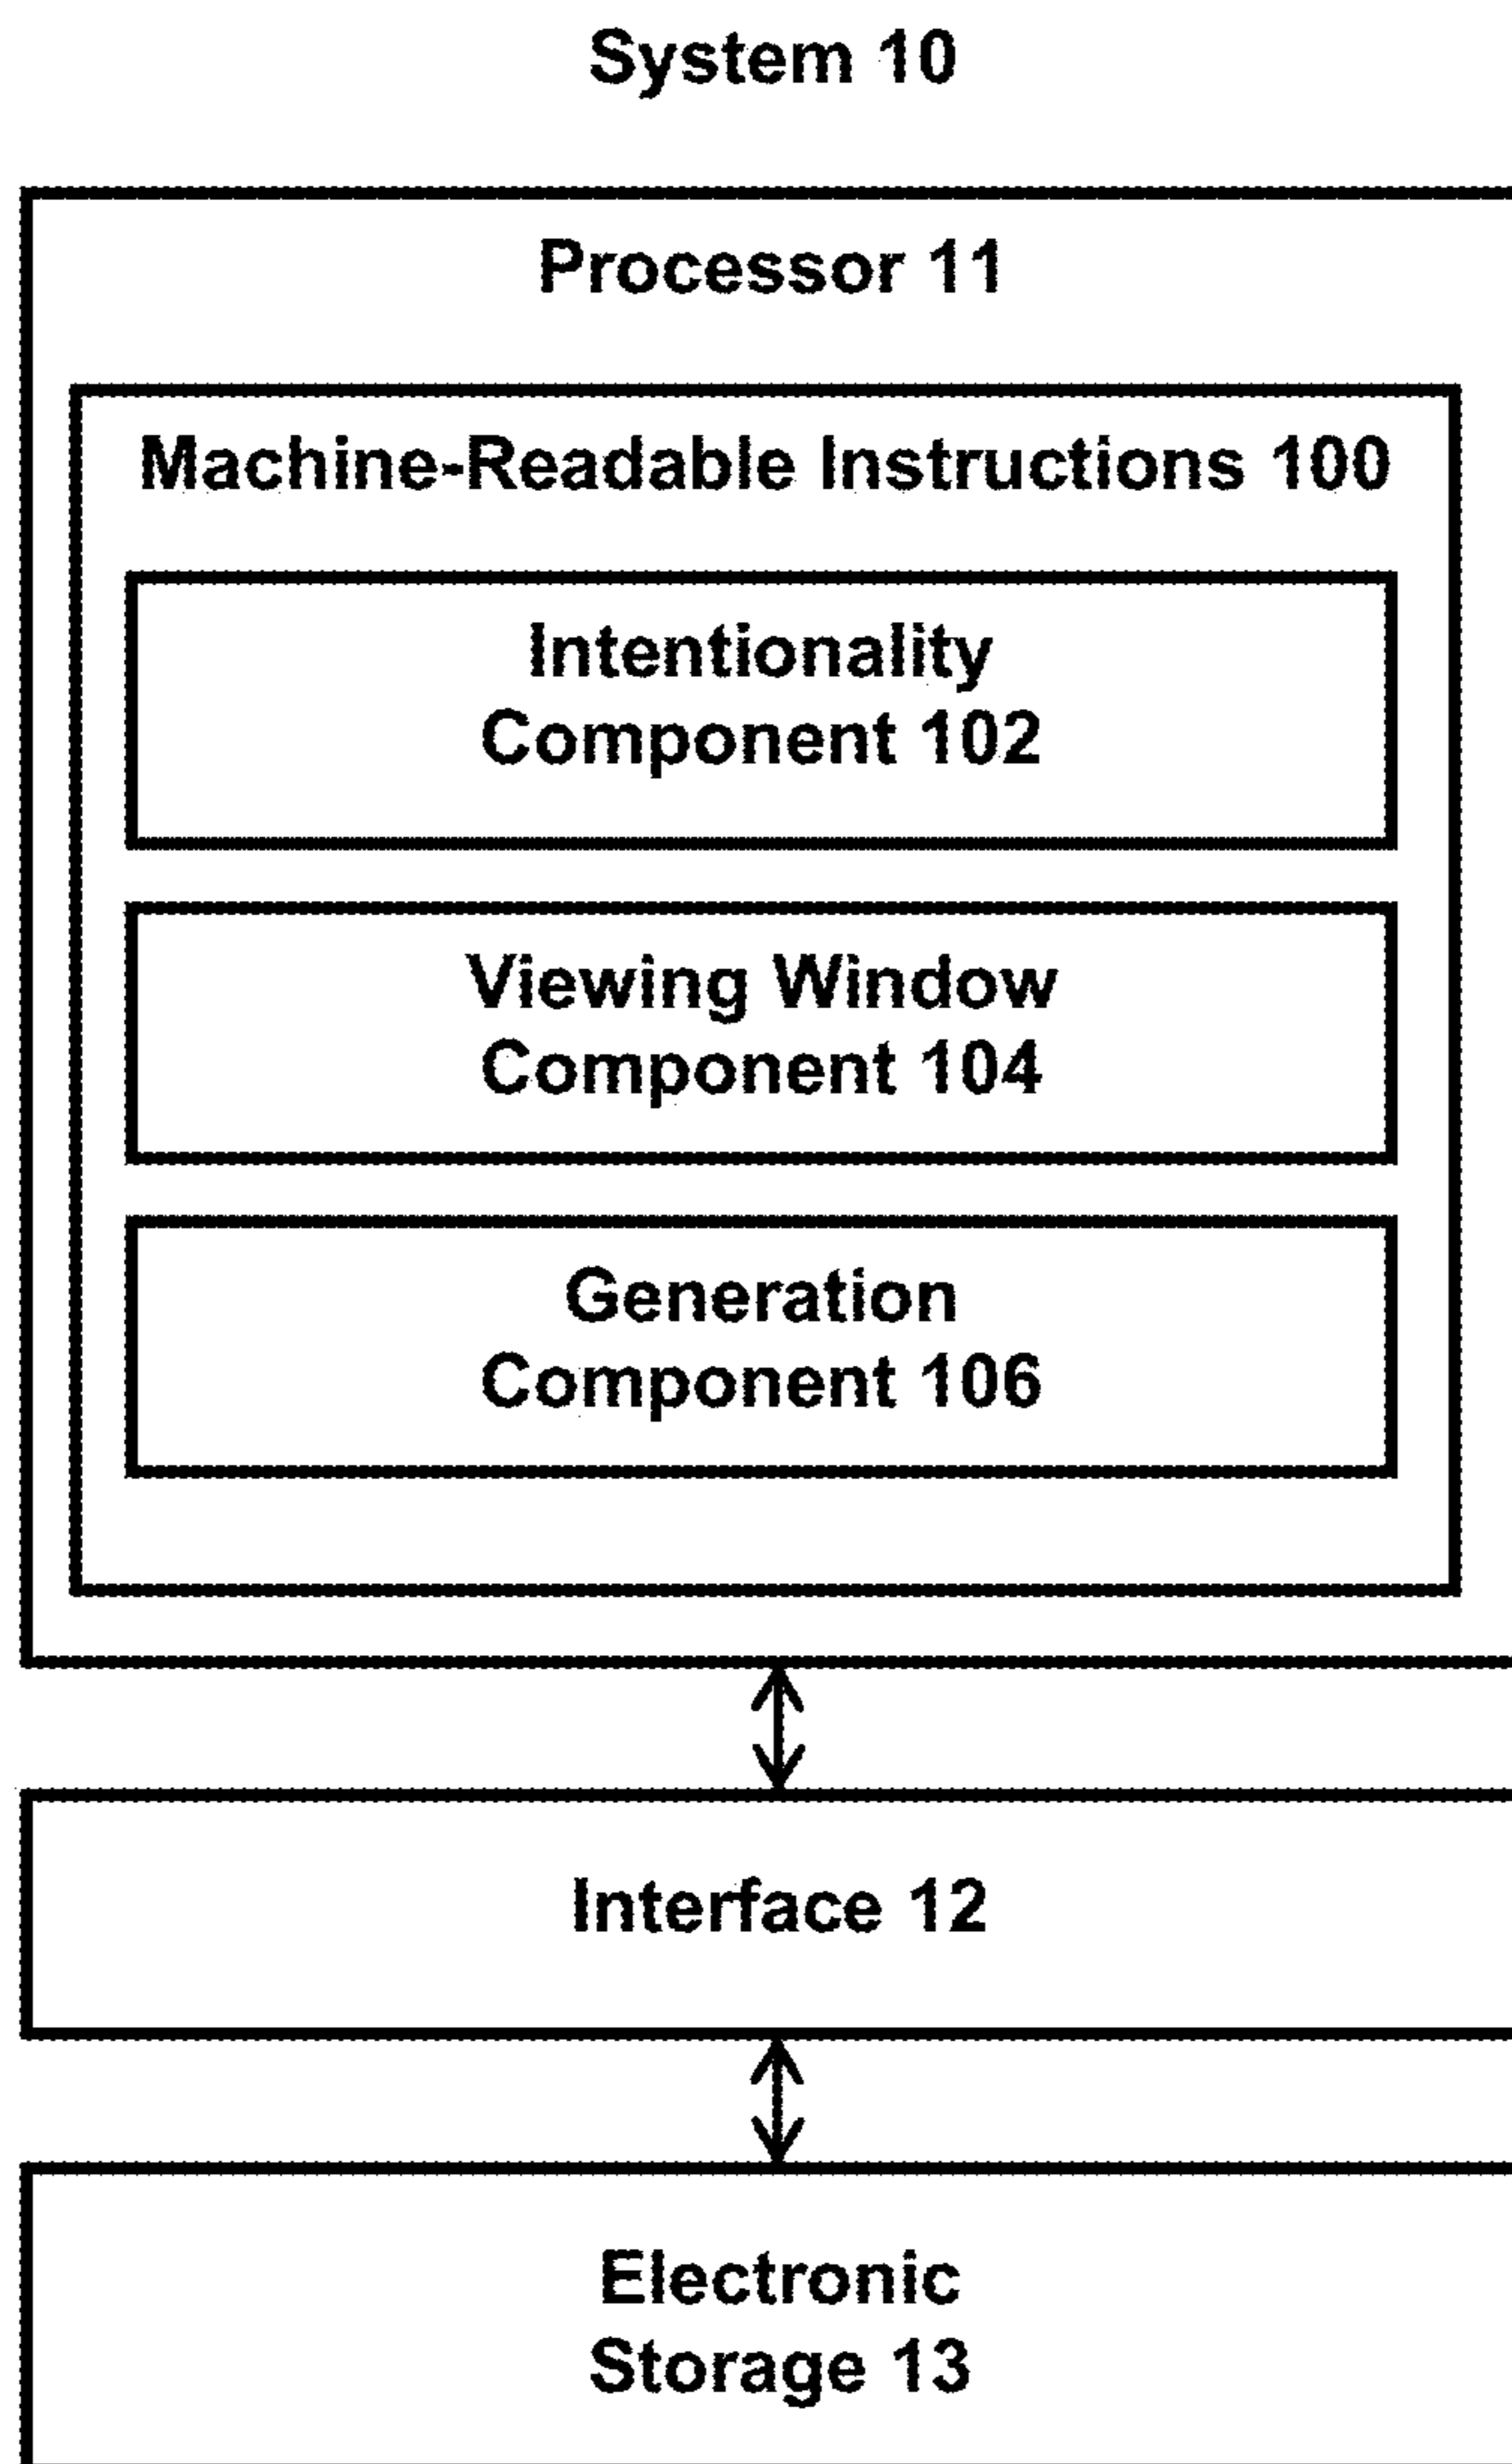 System 10
Processor 11
Machine-Readable Instructions 100
Intentionality
Component 102
Viewing Window
Component 104
Generation
Component 106
Interface 12
Electronic
Storage 13